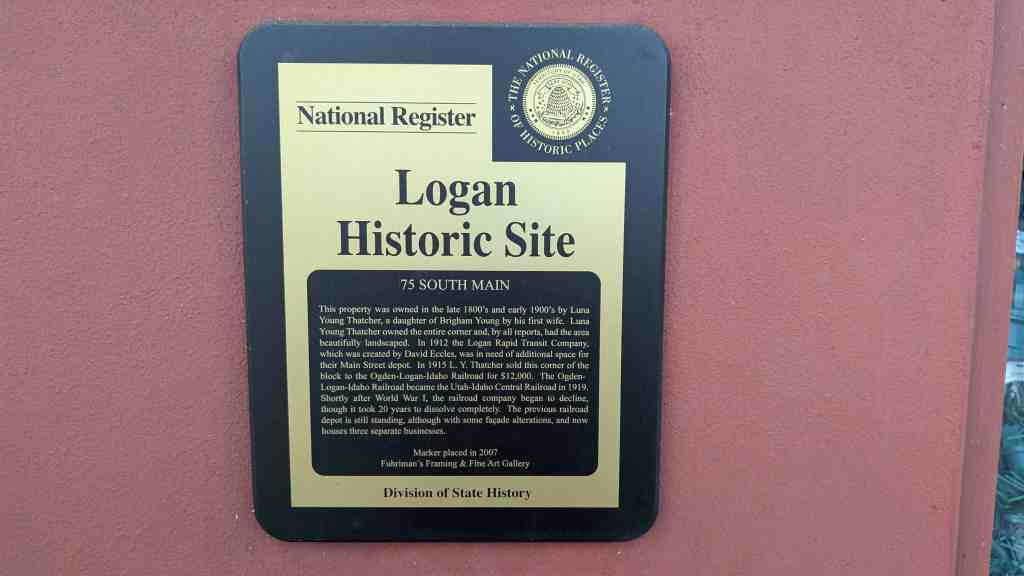 THE NATIONAL REGISTER
OF HISTORIC PLACES
National Register
Logan
Historic Site
75 SOUTH MAIN
This property was owned in the late 1800's and early 1900's by Luna
Young Thatcher, a daughter of Brigham Young by his first wife. Luna
Young Thatcher owned the entire corner and, by all reports, had the area
beautifully landscaped. In 1912 the Logan Rapid Transit Company,
which was created by David Eccles, was in need of additional space for
their Main Street depot. In 1915 L. Y. Thatcher sold this corner of the
block to the Ogden-Logan-Idaho Railroad for $12,000. The Ogden-
Logan-Idaho Railroad became the Utah-Idaho Central Railroad in 1919.
Shortly after World War I, the railroad company began to decline,
though it took 20 years to dissolve completely. The previous railroad
depot is still standing, although with some façade alterations, and now
houses three separate businesses.
Marker placed in 2007
Fuhriman's Framing & Fine Art Gallery
Division of State History